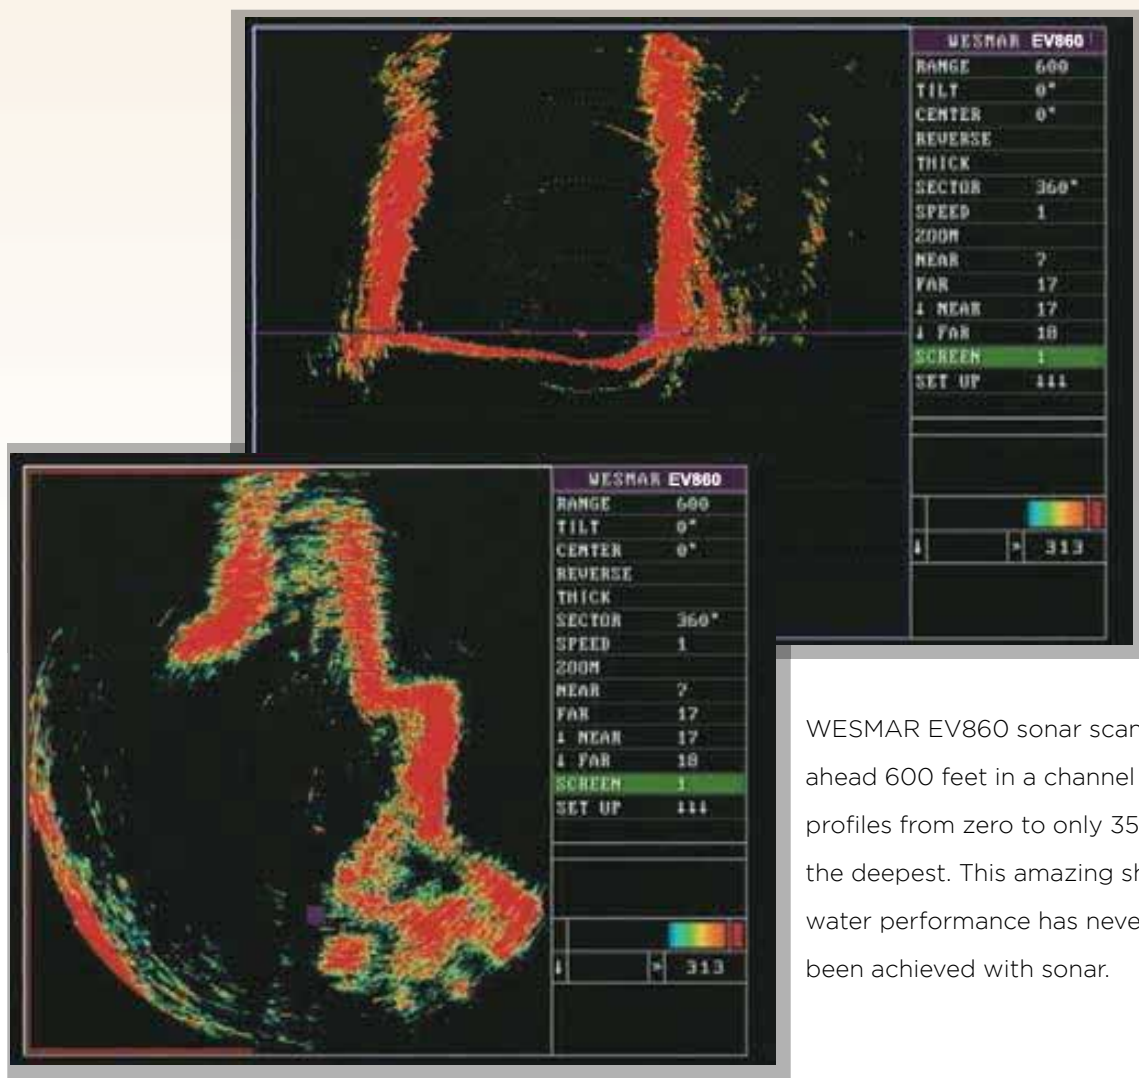 WESMAR EV860
RANGE 600
TILT 0°
CENTER 0°
REVERSE
THICK
SECTOR 360°
SPEED 1
ZOOM
NEAR ?
FAR 17
↓ NEAR 17
↓ FAR 18
SCREEN 1
SET UP ↓↓↓
↓ » 313
WESMAR EV860
RANGE 600
TILT 0°
CENTER 0°
REVERSE
THICK
SECTOR 360°
SPEED 1
ZOOM
NEAR ?
FAR 17
↓ NEAR 17
↓ FAR 18
SCREEN 1
SET UP ↓↓↓
↓ » 313
WESMAR EV860 sonar scan
ahead 600 feet in a channel
profiles from zero to only 35
the deepest. This amazing sh
water performance has neve
been achieved with sonar.